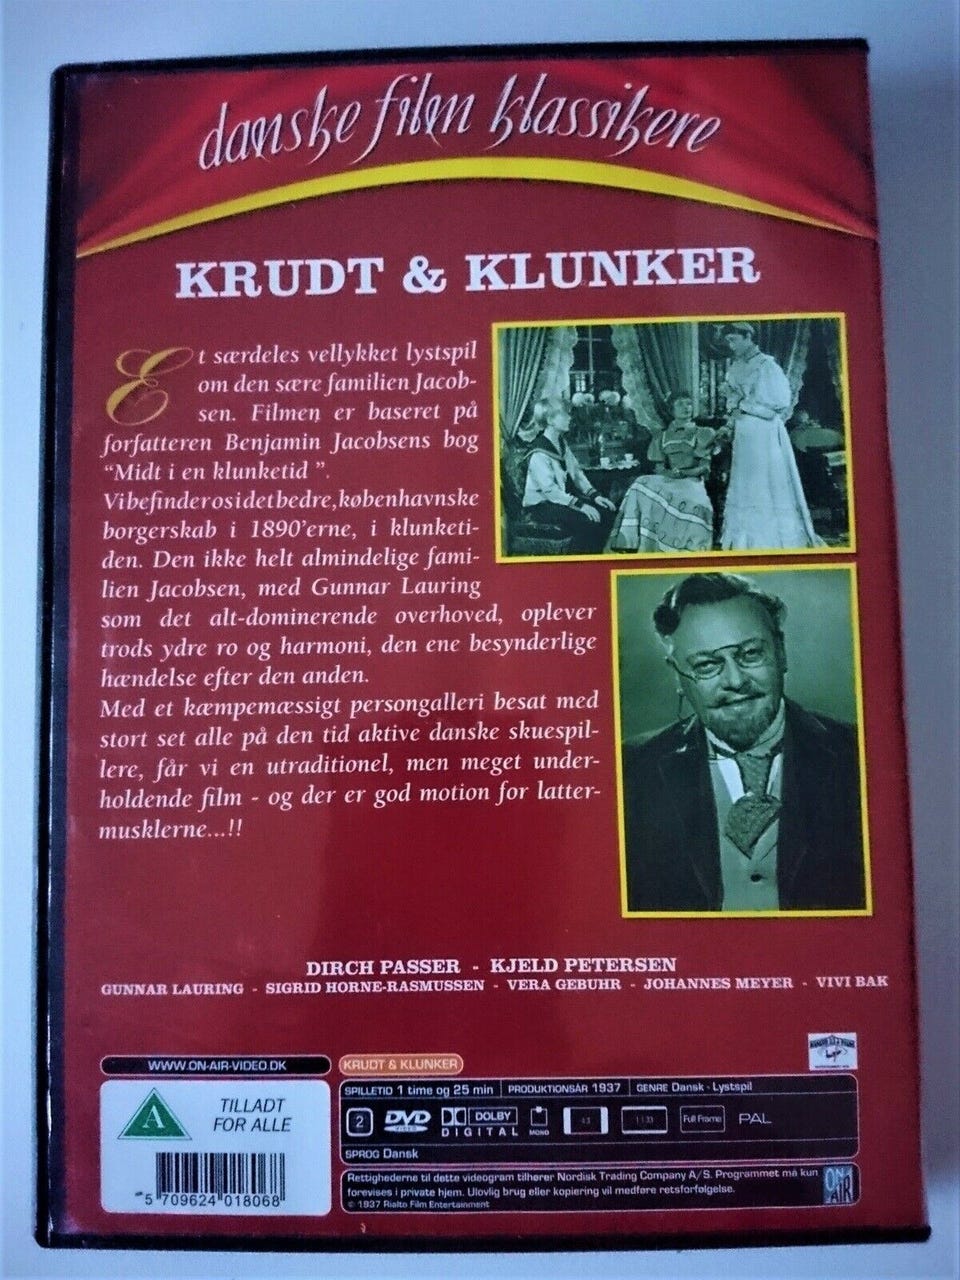 danske film klassikere
KRUDT & KLUNKER
Et særdeles vellykket lystspil
om den sære familien Jacob-
sen. Filmen er baseret på
forfatteren Benjamin Jacobsens bog
“Midt i en klunketid ”.
Vi befinder os i det bedre, københavnske
borgerskab i 1890’erne, i klunketi-
den. Den ikke helt almindelige fami-
lien Jacobsen, med Gunnar Lauring
som det alt-dominerende overhoved, oplever
trods ydre ro og harmoni, den ene besynderlige
hændelse efter den anden.
Med et kæmpemæssigt persongalleri besat med
stort set alle på den tid aktive danske skuespil-
lere, får vi en utraditionel, men meget under-
holdende film - og der er god motion for latter-
musklerne...!!
DIRCH PASSER - KJELD PETERSEN
GUNNAR LAURING - SIGRID HORNE-RASMUSSEN - VERA GEBUHR - JOHANNES MEYER - VIVI BAK
WWW.ON-AIR-VIDEO.DK
KRUDT & KLUNKER
A
TILLADT
FOR ALLE
5 709624 018068
SPILLETID 1 time og 25 min PRODUKTIONSÅR 1937 GENRE Dansk - Lystspil
2 DVD VIDEO DOLBY DIGITAL MONO Full Frame PAL
SPROG Dansk
Rettighederne til dette videogram tilhører Nordisk Trading Company A/S. Programmet må kun
forevises i private hjem. Ulovlig brug eller kopiering vil medføre retsforfølgelse.
© 1937 Rialto Film Entertainment
ON AIR